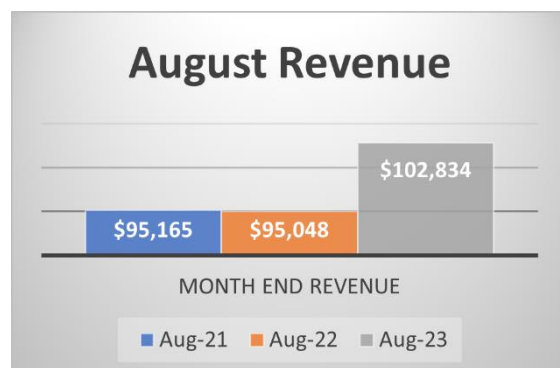 August Revenue
$102,834
$95,165 $95,048
MONTH END REVENUE
Aug-21 Aug-22 Aug-23